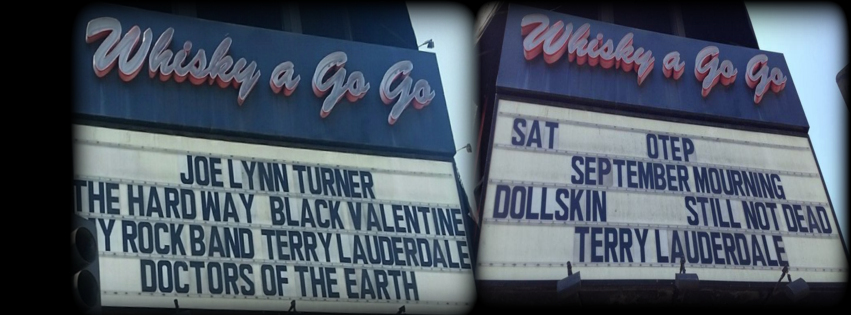 Whisky a Go Go
JOE LYNN TURNER
THE HARD WAY BLACK VALENTINE
Y ROCK BAND TERRY LAUDERDALE
DOCTORS OF THE EARTH
Whisky a Go Go
SAT OTEP
SEPTEMBER MOURNING
DOLLSKIN STILL NOT DEAD
TERRY LAUDERDALE